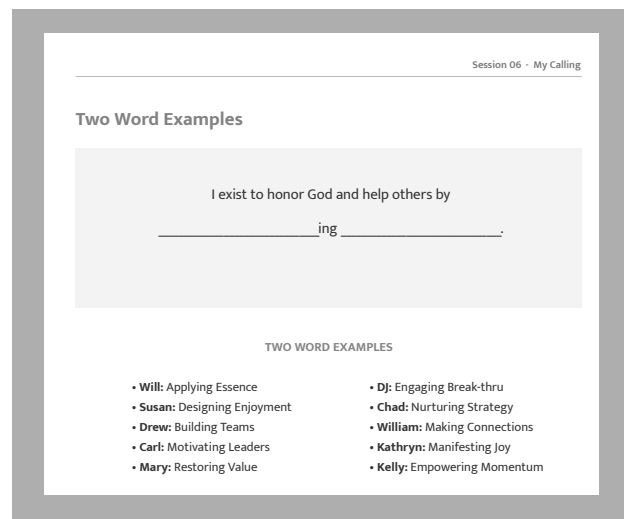 Session 06 - My Calling
Two Word Examples
I exist to honor God and help others by
______________________ing ______________________.
TWO WORD EXAMPLES
• Will: Applying Essence
• Susan: Designing Enjoyment
• Drew: Building Teams
• Carl: Motivating Leaders
• Mary: Restoring Value
• DJ: Engaging Break-thru
• Chad: Nurturing Strategy
• William: Making Connections
• Kathryn: Manifesting Joy
• Kelly: Empowering Momentum